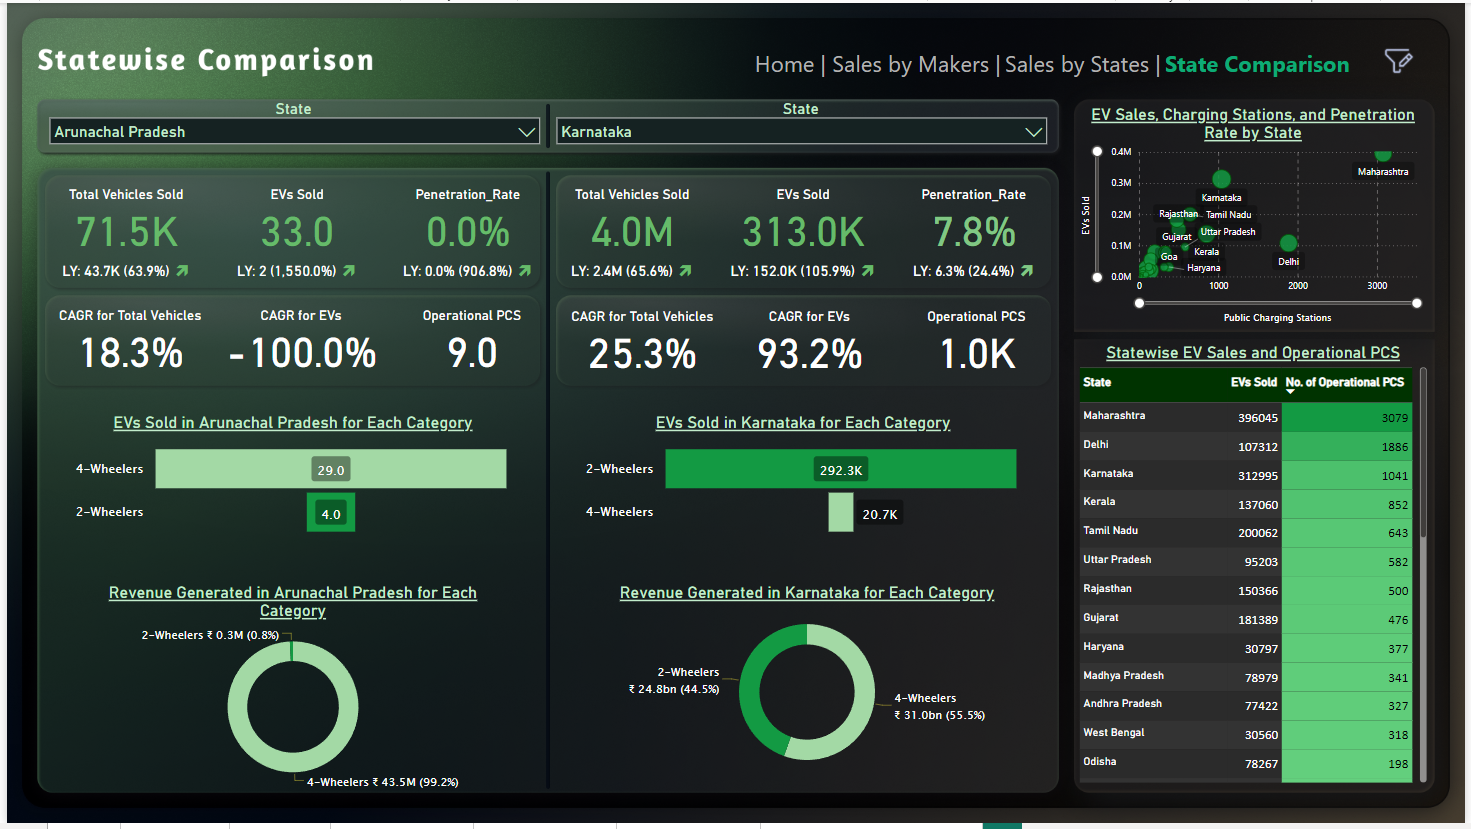 Statewise Comparison
Home | Sales by Makers | Sales by States | State Comparison
State
Arunachal Pradesh
State
Karnataka
Total Vehicles Sold
71.5K
LY: 43.7K (63.9%)
EVs Sold
33.0
LY: 2 (1,550.0%)
Penetration_Rate
0.0%
LY: 0.0% (906.8%)
CAGR for Total Vehicles
18.3%
CAGR for EVs
-100.0%
Operational PCS
9.0
Total Vehicles Sold
4.0M
LY: 2.4M (65.6%)
EVs Sold
313.0K
LY: 152.0K (105.9%)
Penetration_Rate
7.8%
LY: 6.3% (24.4%)
CAGR for Total Vehicles
25.3%
CAGR for EVs
93.2%
Operational PCS
1.0K
EVs Sold in Arunachal Pradesh for Each Category
4-Wheelers
29.0
2-Wheelers
4.0
EVs Sold in Karnataka for Each Category
2-Wheelers
292.3K
4-Wheelers
20.7K
Revenue Generated in Arunachal Pradesh for Each
Category
2-Wheelers ₹ 0.3M (0.8%)
4-Wheelers ₹ 43.5M (99.2%)
Revenue Generated in Karnataka for Each Category
2-Wheelers
₹ 24.8bn (44.5%)
4-Wheelers
₹ 31.0bn (55.5%)
EV Sales, Charging Stations, and Penetration
Rate by State
EVs Sold
0.4M
0.3M
0.2M
0.1M
0.0M
Maharashtra
Karnataka
Rajasthan
Tamil Nadu
Uttar Pradesh
Gujarat
Kerala
Goa
Haryana
Delhi
0
1000
2000
3000
Public Charging Stations
Statewise EV Sales and Operational PCS
State EVs Sold No. of Operational PCS
Maharashtra 396045 3079
Delhi 107312 1886
Karnataka 312995 1041
Kerala 137060 852
Tamil Nadu 200062 643
Uttar Pradesh 95203 582
Rajasthan 150366 500
Gujarat 181389 476
Haryana 30797 377
Madhya Pradesh 78979 341
Andhra Pradesh 77422 327
West Bengal 30560 318
Odisha 78267 198